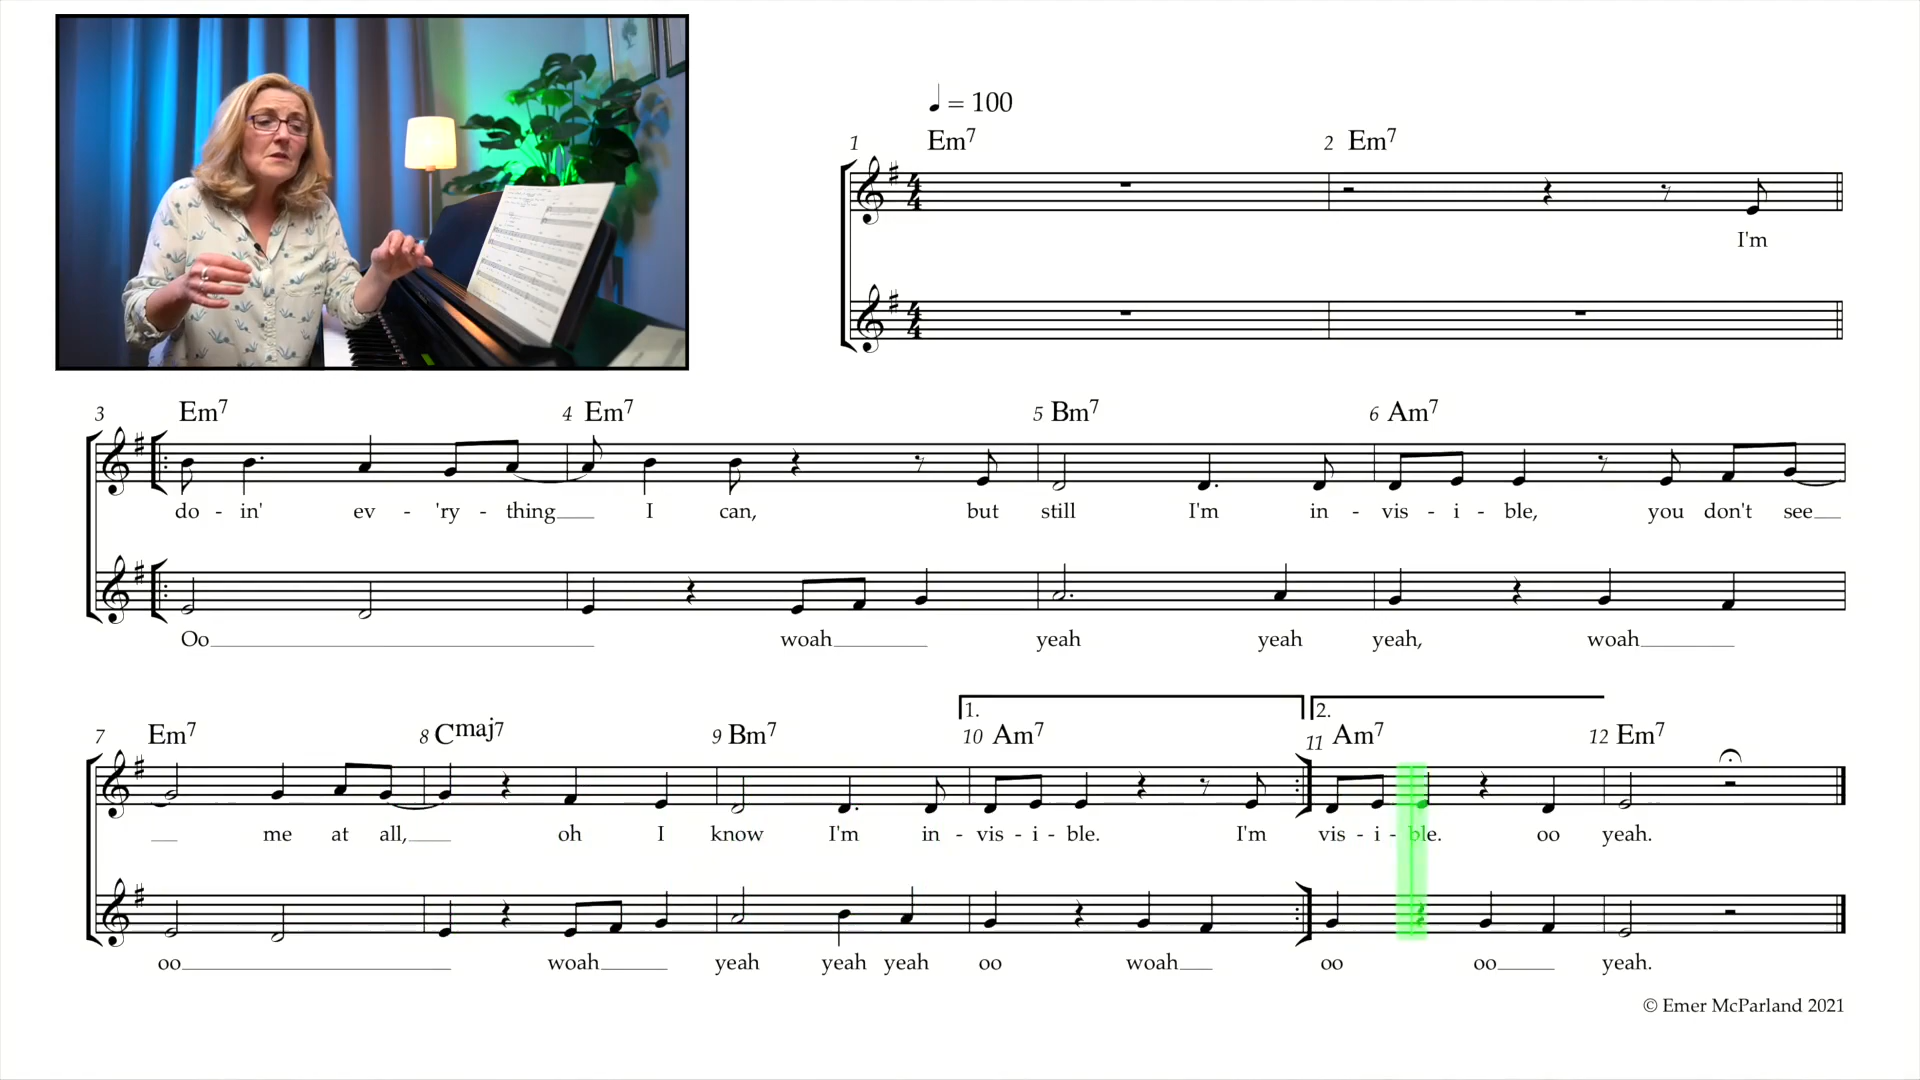 ♩ = 100
1 Em7 2 Em7
I'm
3 Em7 4 Em7 5 Bm7 6 Am7
do - in' ev - 'ry - thing I can, but still I'm in - vis - i - ble, you don't see
Oo woah yeah yeah yeah, woah
1. 2.
7 Em7 8 Cmaj7 9 Bm7 10 Am7 11 Am7 12 Em7
me at all, oh I know I'm in - vis - i - ble. I'm vis - i - ble. oo yeah.
oo woah yeah yeah yeah oo woah oo oo yeah.
© Emer McParland 2021